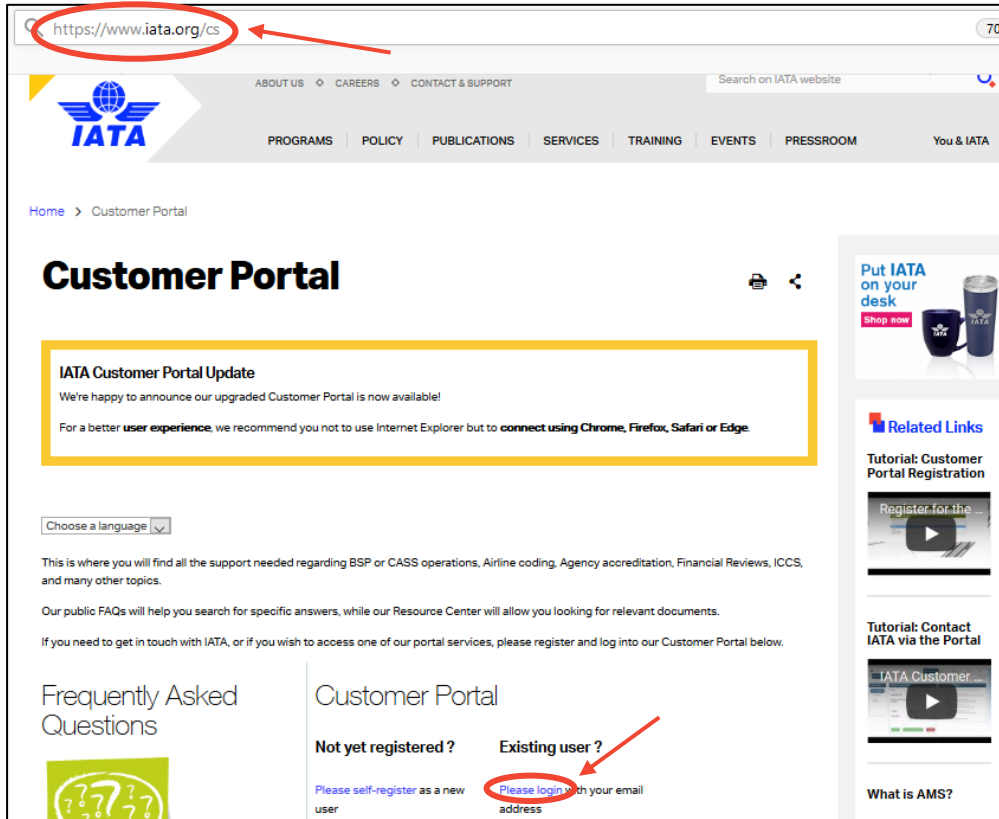 https://www.iata.org/cs
70
ABOUT US CAREERS CONTACT & SUPPORT
Search on IATA website
IATA
PROGRAMS POLICY PUBLICATIONS SERVICES TRAINING EVENTS PRESSROOM You & IATA
Home > Customer Portal
Customer Portal
Put IATA
on your
desk
Shop now
IATA
IATA
IATA Customer Portal Update
We're happy to announce our upgraded Customer Portal is now available!
For a better user experience, we recommend you not to use Internet Explorer but to connect using Chrome, Firefox, Safari or Edge.
Related Links
Tutorial: Customer
Portal Registration
Register for the ...
Choose a language
This is where you will find all the support needed regarding BSP or CASS operations, Airline coding, Agency accreditation, Financial Reviews, ICCS,
and many other topics.
Our public FAQs will help you search for specific answers, while our Resource Center will allow you looking for relevant documents.
If you need to get in touch with IATA, or if you wish to access one of our portal services, please register and log into our Customer Portal below.
Tutorial: Contact
IATA via the Portal
IATA Customer ...
Frequently Asked
Questions
Customer Portal
Not yet registered ?
Please self-register as a new
user
Existing user ?
Please login with your email
address
What is AMS?